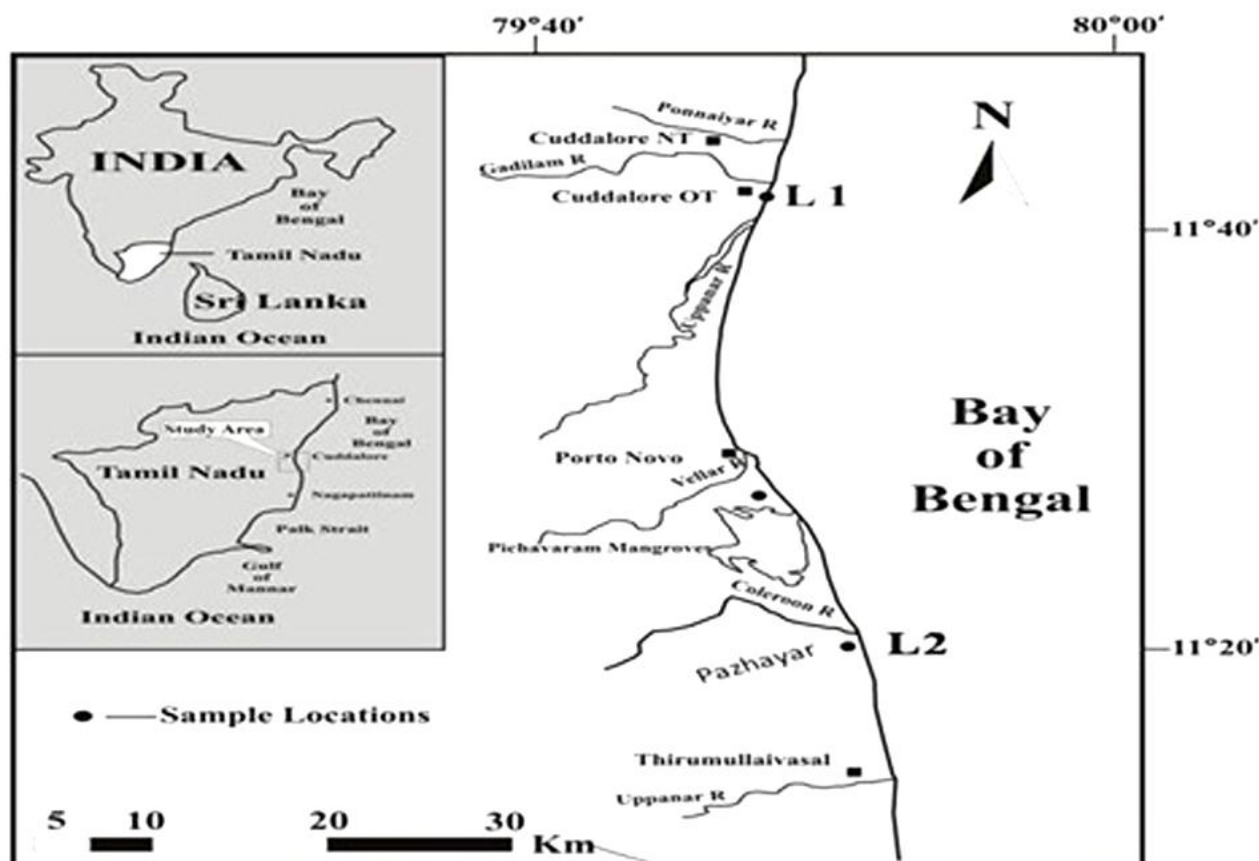 79°40′
80°00′
INDIA
Bay
of
Bengal
Tamil Nadu
Sri Lanka
Indian Ocean
Chennai
Bay
of
Bengal
Study Area
Cuddalore
Tamil Nadu
Nagapattinam
Palk Strait
Gulf
of
Mannar
Indian Ocean
Ponnaiyar R
Cuddalore NT
Gadilam R
Cuddalore OT
L 1
N
11°40′
Uppanar R
Bay
of
Bengal
Porto Novo
Vellar R
Pichavaram Mangroves
Coleroon R
L2
11°20′
Pazhayar
Sample Locations
Thirumullaivasal
Uppanar R
5 10 20 30
Km